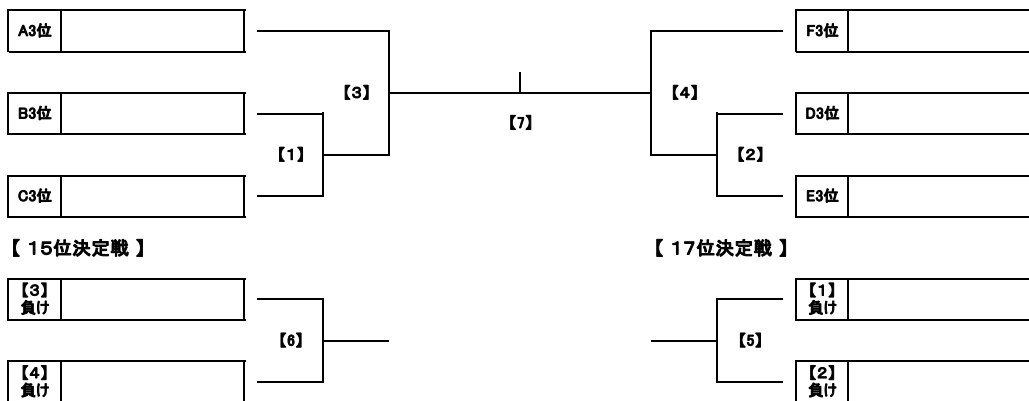 A3位
F3位
【3】
【4】
B3位
D3位
【7】
【1】
【2】
C3位
E3位
【 15位決定戦 】
【 17位決定戦 】
【3】
負け
【1】
負け
【6】
【5】
【4】
負け
【2】
負け